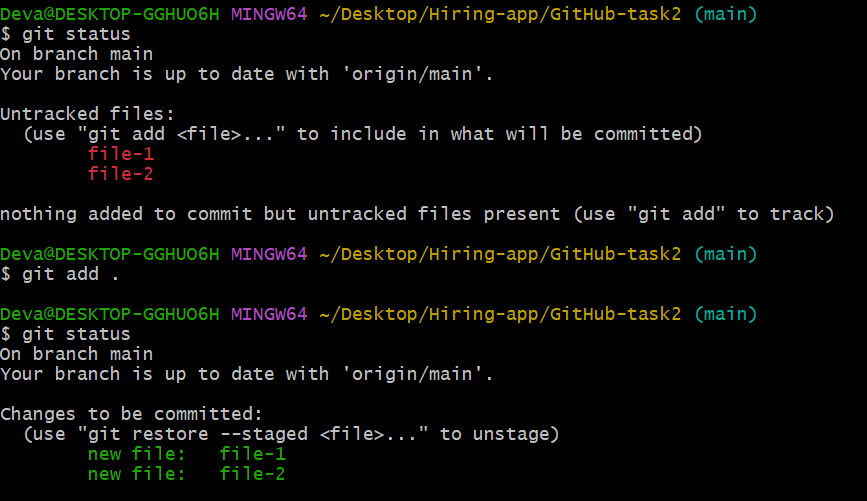 Deva@DESKTOP-GGHUO6H MINGW64 ~/Desktop/Hiring-app/GitHub-task2 (main)
$ git status
On branch main
Your branch is up to date with 'origin/main'.

Untracked files:
  (use "git add <file>..." to include in what will be committed)
        file-1
        file-2

nothing added to commit but untracked files present (use "git add" to track)

Deva@DESKTOP-GGHUO6H MINGW64 ~/Desktop/Hiring-app/GitHub-task2 (main)
$ git add .

Deva@DESKTOP-GGHUO6H MINGW64 ~/Desktop/Hiring-app/GitHub-task2 (main)
$ git status
On branch main
Your branch is up to date with 'origin/main'.

Changes to be committed:
  (use "git restore --staged <file>..." to unstage)
        new file:   file-1
        new file:   file-2